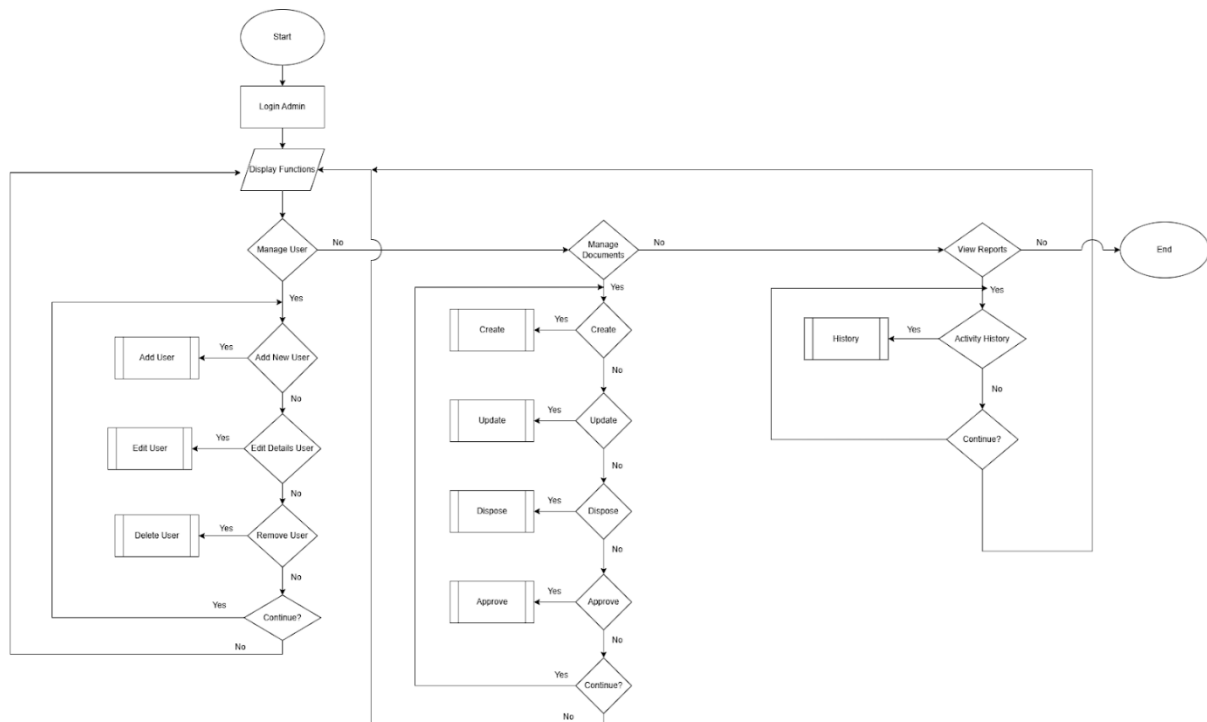 Start
Login Admin
Display Functions
Manage User
No
Manage
Documents
No
View Reports
No
End
Yes
Add New User
Yes
Add User
No
Edit Details User
Yes
Edit User
No
Remove User
Yes
Delete User
No
Continue?
Yes
No
Yes
Create
Yes
Create
No
Update
Yes
Update
No
Dispose
Yes
Dispose
No
Approve
Yes
Approve
No
Continue?
Yes
No
Yes
Activity History
Yes
History
No
Continue?